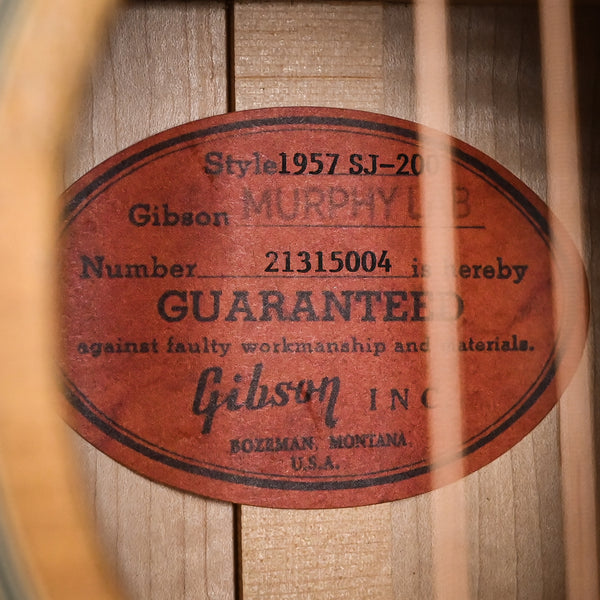 Style 1957 SJ-200
Gibson MURPHY LAB
Number 21315004 is hereby
GUARANTEED
against faulty workmanship and materials.
Gibson INC
BOZEMAN, MONTANA
U.S.A.